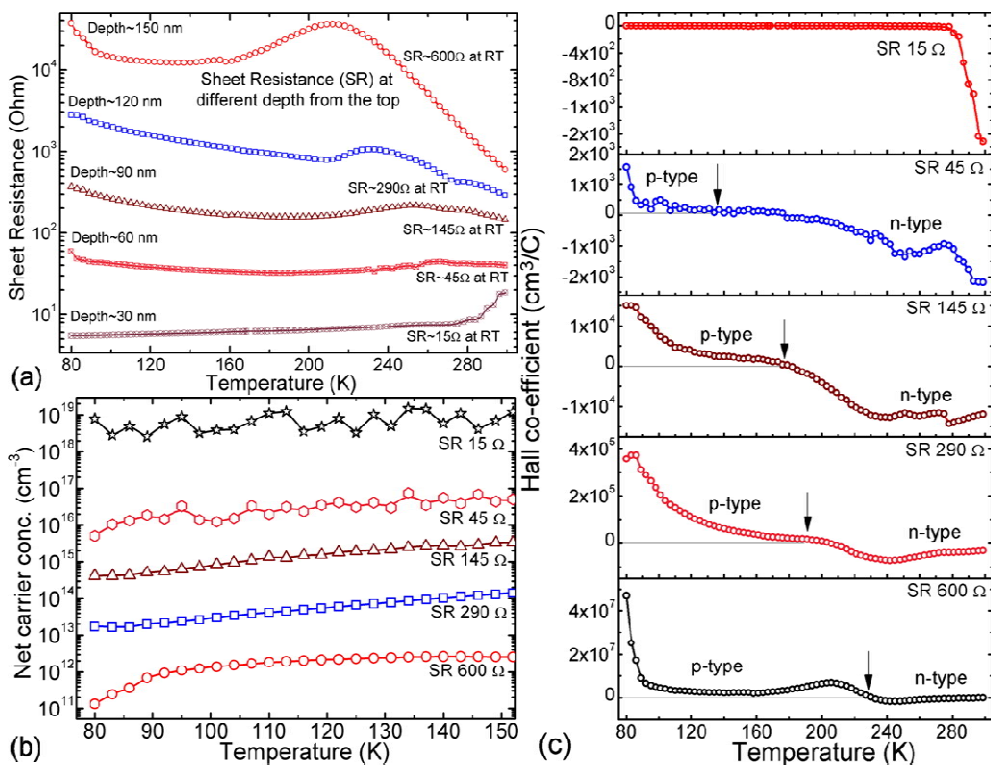 Depth~150 nm
SR~600Ω at RT
Sheet Resistance (SR) at
different depth from the top
Depth~120 nm
SR~290Ω at RT
Depth~90 nm
SR~145Ω at RT
Depth~60 nm
SR~45Ω at RT
Depth~30 nm
SR~15Ω at RT
Sheet Resistance (Ohm)
10⁴
10³
10²
10¹
80 120 160 200 240 280
Temperature (K)
(a)
10¹⁹
10¹⁸
10¹⁷
10¹⁶
10¹⁵
10¹⁴
10¹³
10¹²
10¹¹
Net carrier conc. (cm⁻³)
SR 15 Ω
SR 45 Ω
SR 145 Ω
SR 290 Ω
SR 600 Ω
80 90 100 110 120 130 140 150
Temperature (K)
(b)
Hall co-efficient (cm³/C)
0
-4x10²
-8x10²
-1x10³
-2x10³
-2x10³
SR 15 Ω
2x10³
1x10³
0
-1x10³
-2x10³
SR 45 Ω
p-type
n-type
1x10⁴
0
-1x10⁴
SR 145 Ω
p-type
n-type
4x10⁵
2x10⁵
0
SR 290 Ω
p-type
n-type
4x10⁷
2x10⁷
0
SR 600 Ω
p-type
n-type
80 120 160 200 240 280
Temperature (K)
(c)